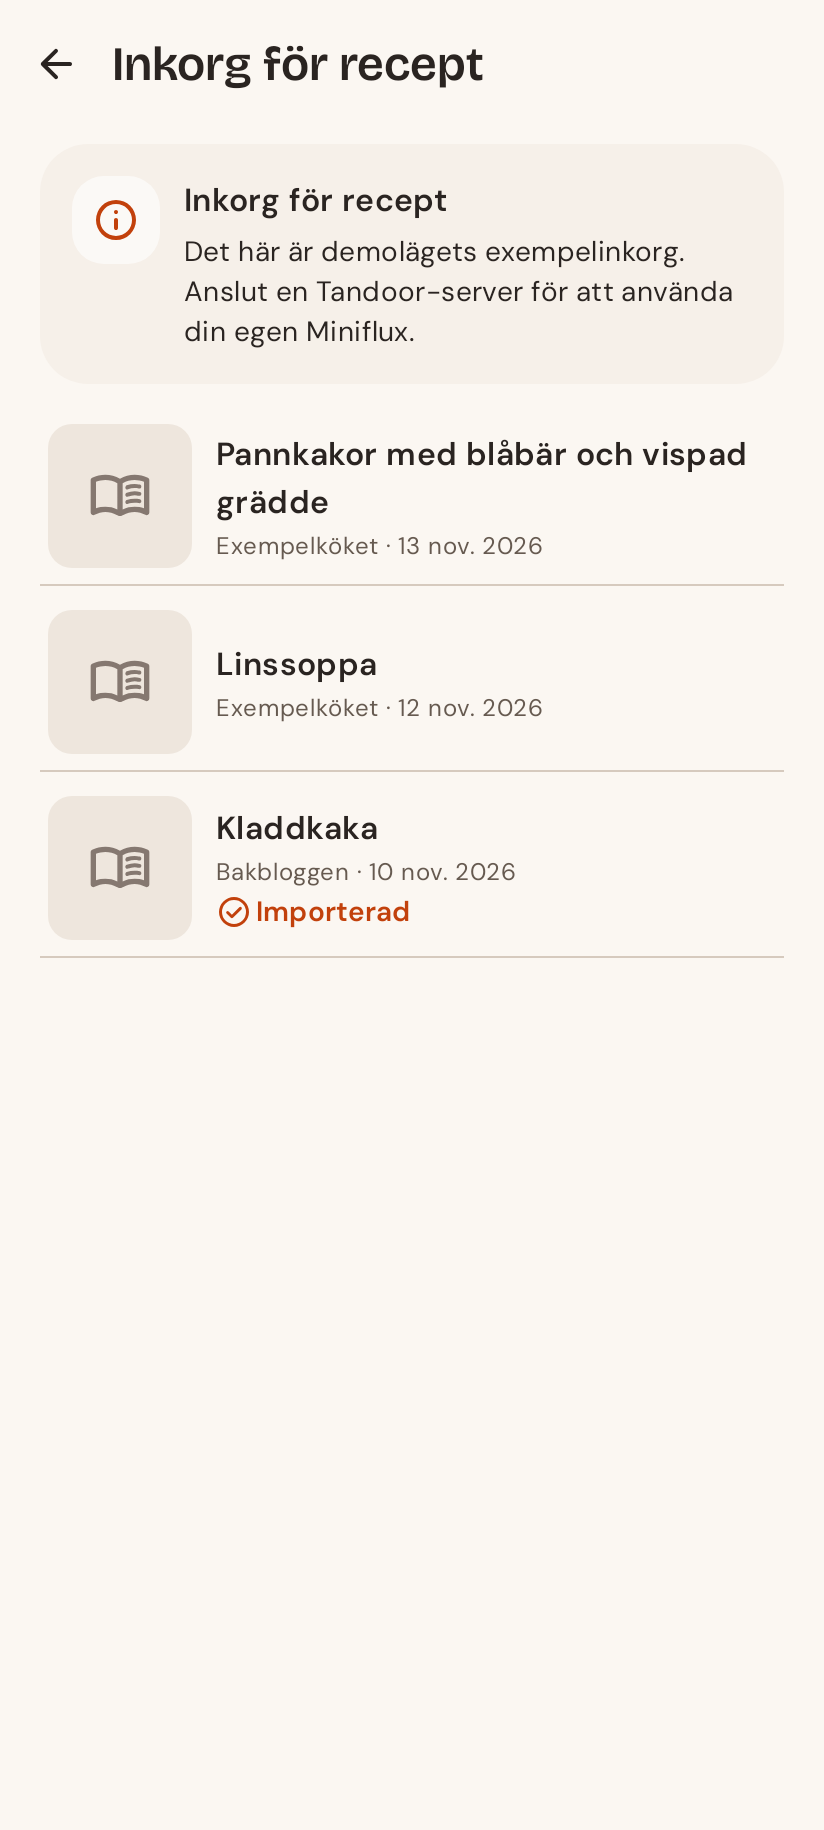 Inkorg för recept
Inkorg för recept
Det här är demolägets exempelinkorg.
Anslut en Tandoor-server för att använda
din egen Miniflux.
Pannkakor med blåbär och vispad
grädde
Exempelköket · 13 nov. 2026
Linssoppa
Exempelköket · 12 nov. 2026
Kladdkaka
Bakbloggen · 10 nov. 2026
Importerad